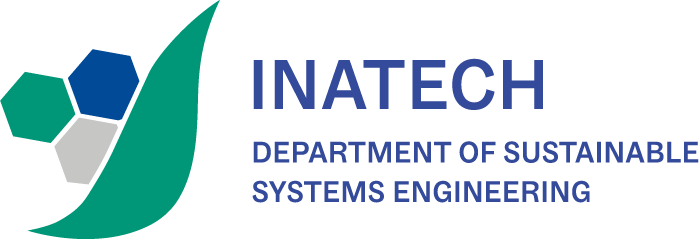 INATECH
DEPARTMENT OF SUSTAINABLE
SYSTEMS ENGINEERING